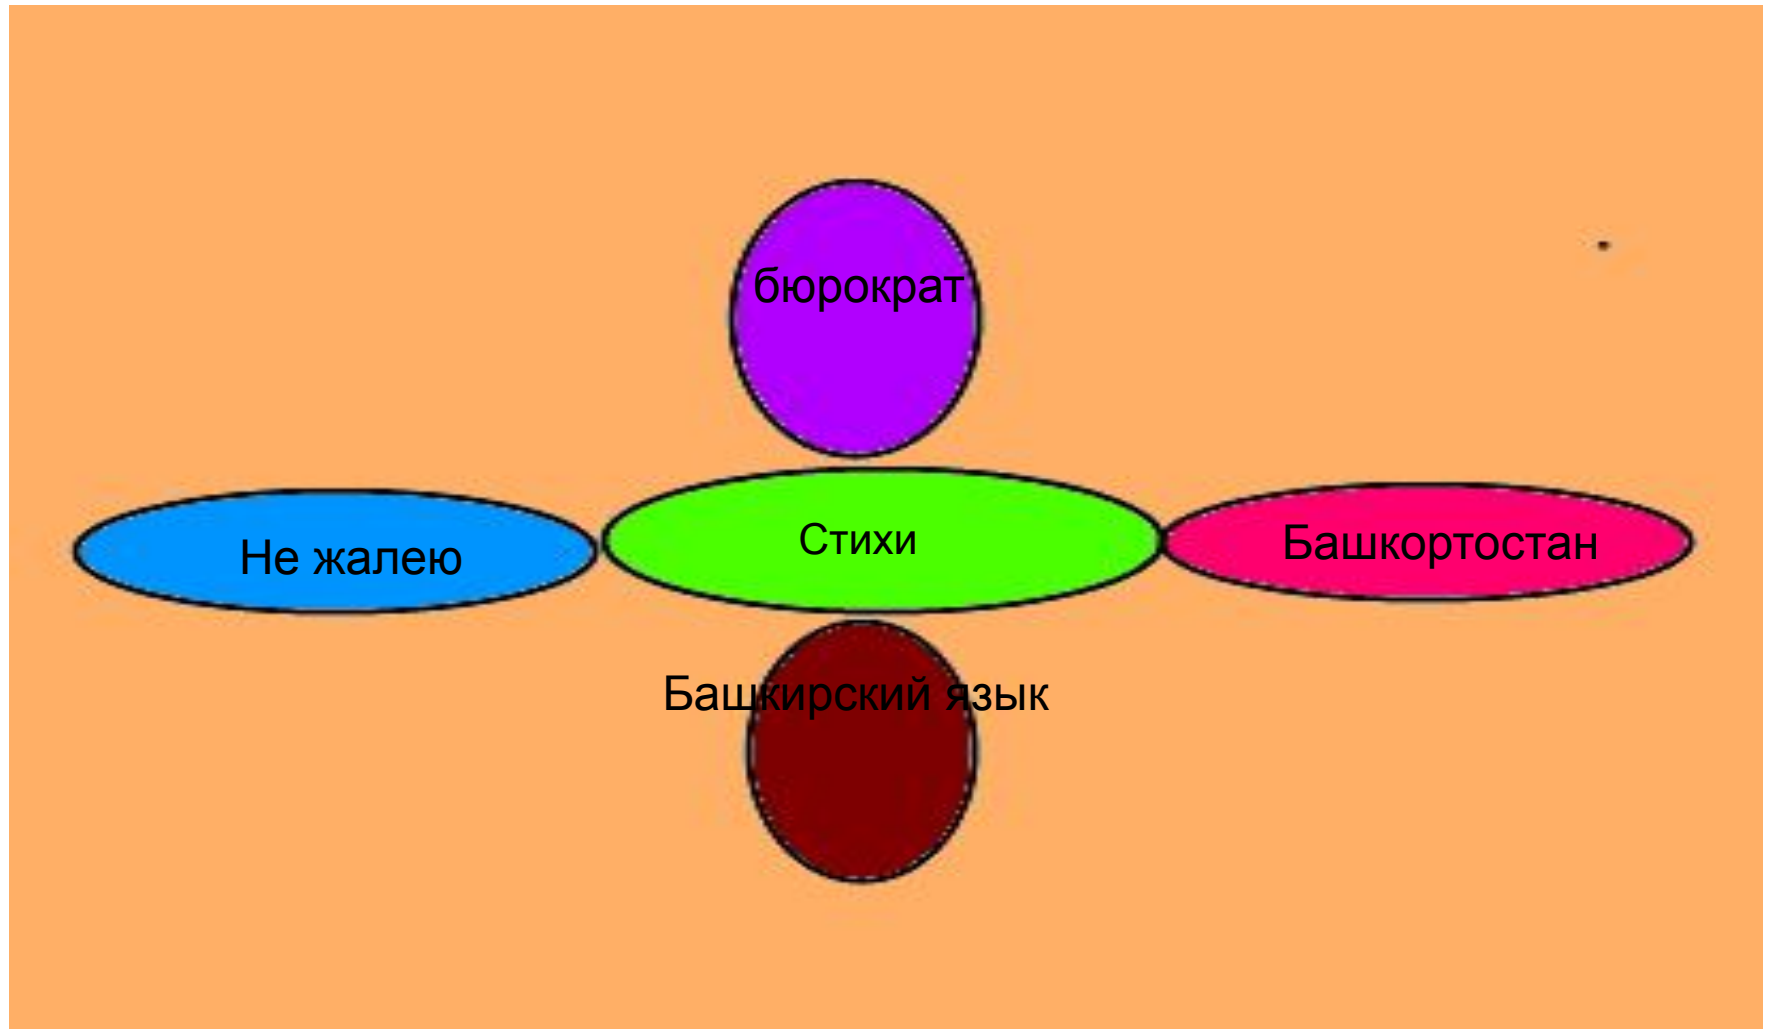 бюрократ
Не жалею
Стихи
Башкортостан
Башкирский язык